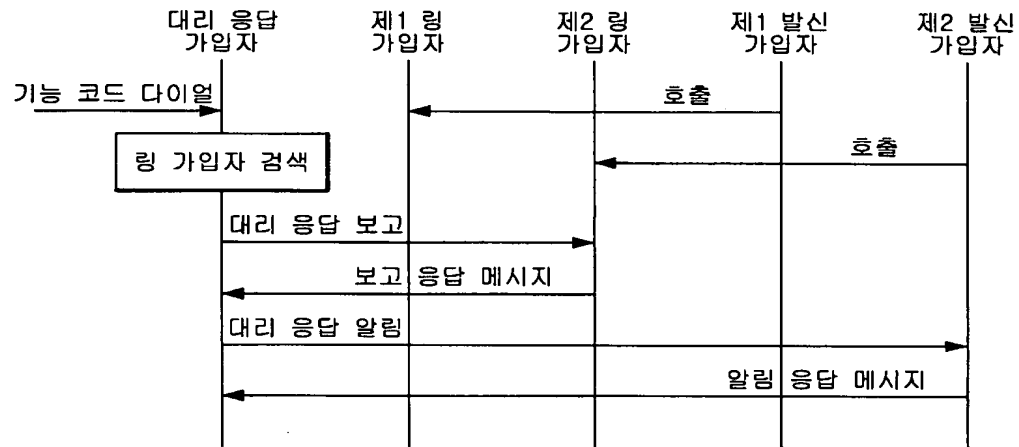 대리 응답
가입자
제1 링
가입자
제2 링
가입자
제1 발신
가입자
제2 발신
가입자
기능 코드 다이얼
호출
링 가입자 검색
호출
대리 응답 보고
보고 응답 메시지
대리 응답 알림
알림 응답 메시지